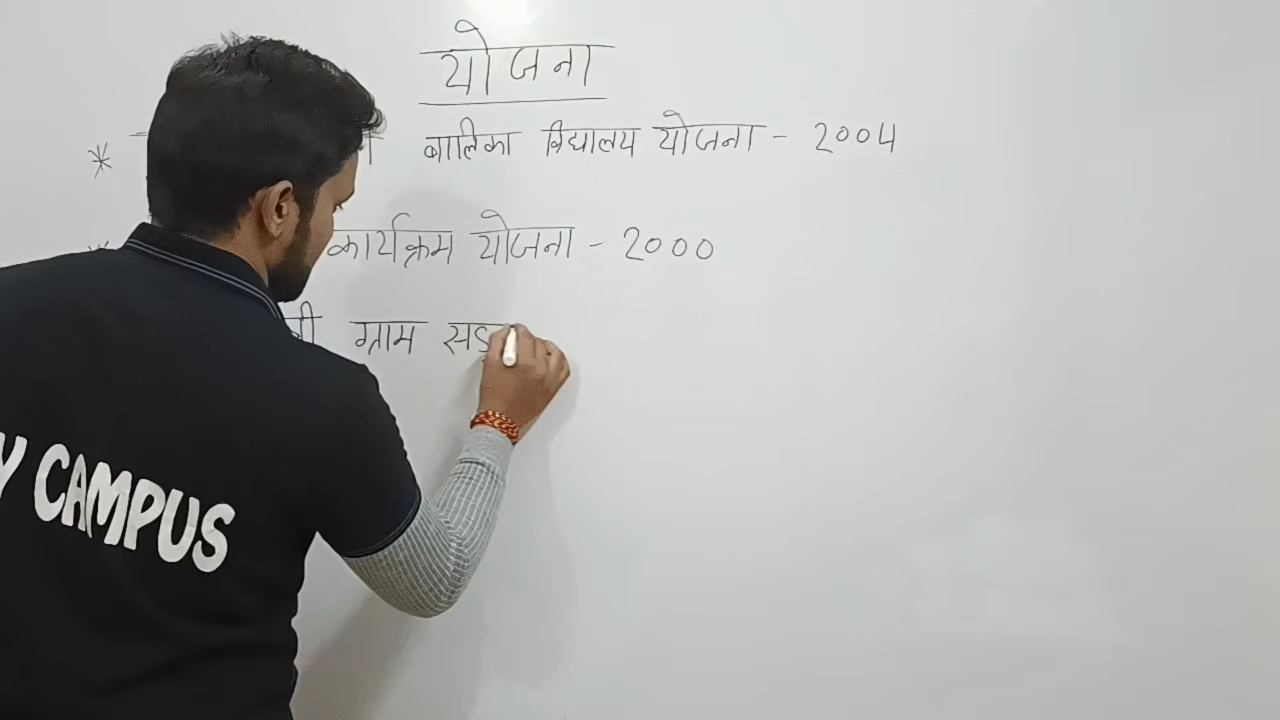 योजना
* बालिका विद्यालय योजना - 2004
कार्यक्रम योजना - 2000
ग्राम सड़
CAMPUS